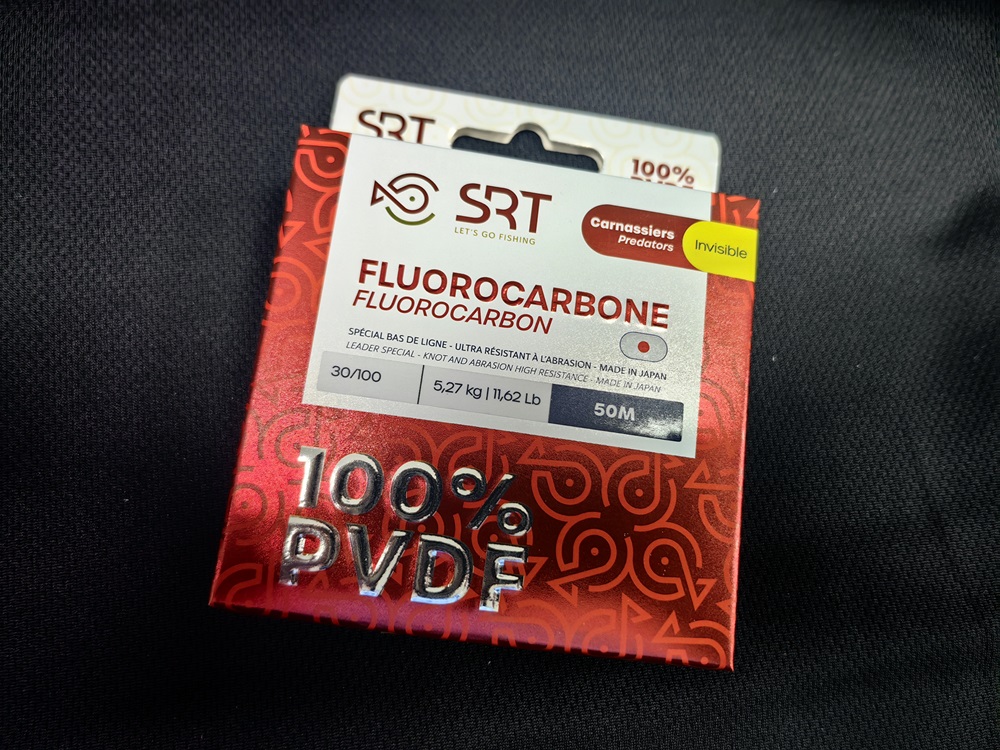 SRT
100%
PVDF
SRT
LET'S GO FISHING
Carnassiers
Predators
Invisible
FLUOROCARBONE
FLUOROCARBON
SPÉCIAL BAS DE LIGNE - ULTRA RÉSISTANT À L'ABRASION - MADE IN JAPAN
LEADER SPECIAL - KNOT AND ABRASION HIGH RESISTANCE - MADE IN JAPAN
30/100
5,27 kg | 11,62 Lb
50M
100%
PVDF